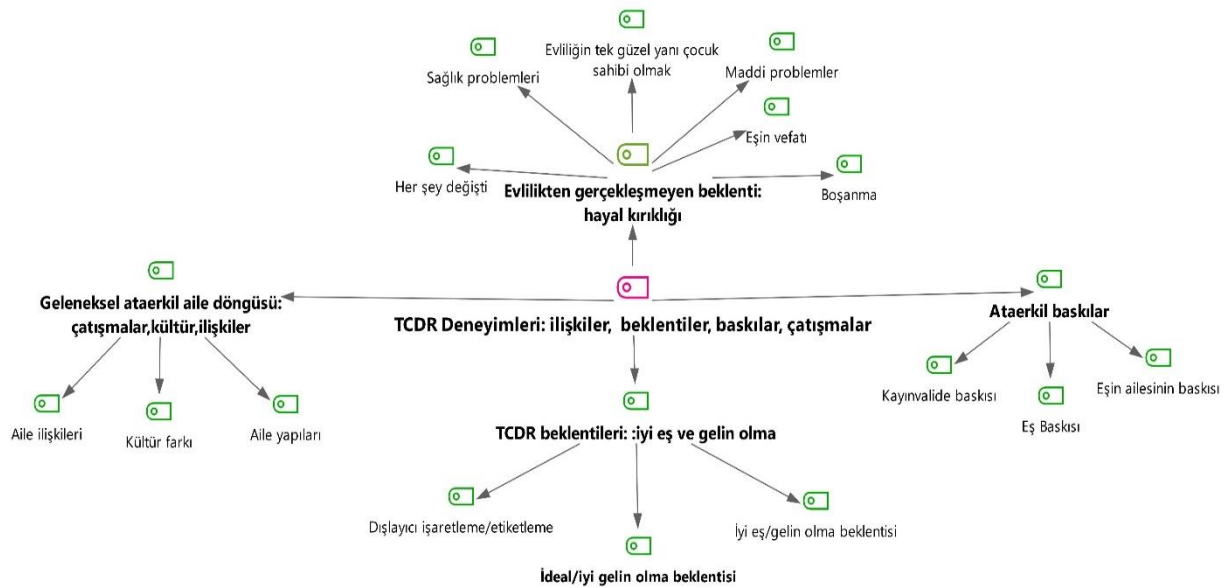 Evliliğin tek güzel yanı çocuk
sahibi olmak
Sağlık problemleri
Maddi problemler
Eşin vefatı
Her şey değişti
Boşanma
Evlilikten gerçekleşmeyen beklenti:
hayal kırıklığı
Geleneksel ataerkil aile döngüsü:
çatışmalar,kültür,ilişkiler
TCDR Deneyimleri: ilişkiler, beklentiler, baskılar, çatışmalar
Ataerkil baskılar
Aile ilişkileri
Kültür farkı
Aile yapıları
Kayınvalide baskısı
Eş Baskısı
Eşin ailesinin baskısı
TCDR beklentileri: :iyi eş ve gelin olma
Dışlayıcı işaretleme/etiketleme
İdeal/iyi gelin olma beklentisi
İyi eş/gelin olma beklentisi